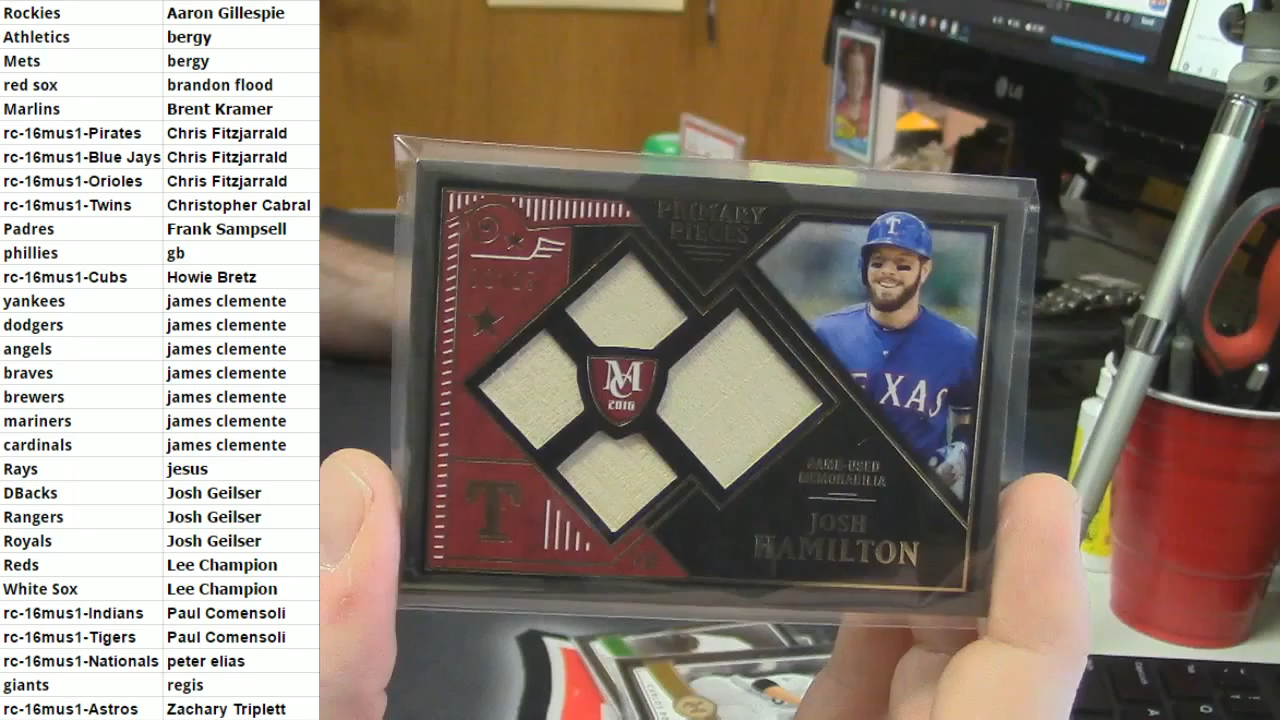 Rockies Aaron Gillespie
Athletics bergy
Mets bergy
red sox brandon flood
Marlins Brent Kramer
rc-16mus1-Pirates Chris Fitzjarrald
rc-16mus1-Blue Jays Chris Fitzjarrald
rc-16mus1-Orioles Chris Fitzjarrald
rc-16mus1-Twins Christopher Cabral
Padres Frank Sampsell
phillies gb
rc-16mus1-Cubs Howie Bretz
yankees james clemente
dodgers james clemente
angels james clemente
braves james clemente
brewers james clemente
mariners james clemente
cardinals james clemente
Rays jesus
DBacks Josh Geilser
Rangers Josh Geilser
Royals Josh Geilser
Reds Lee Champion
White Sox Lee Champion
rc-16mus1-Indians Paul Comensoli
rc-16mus1-Tigers Paul Comensoli
rc-16mus1-Nationals peter elias
giants regis
rc-16mus1-Astros Zachary Triplett
PRIMARY
PIECES
T
EXAS
MC
2016
T
GAME-USED
MEMORABILIA
JOSH
HAMILTON
LG